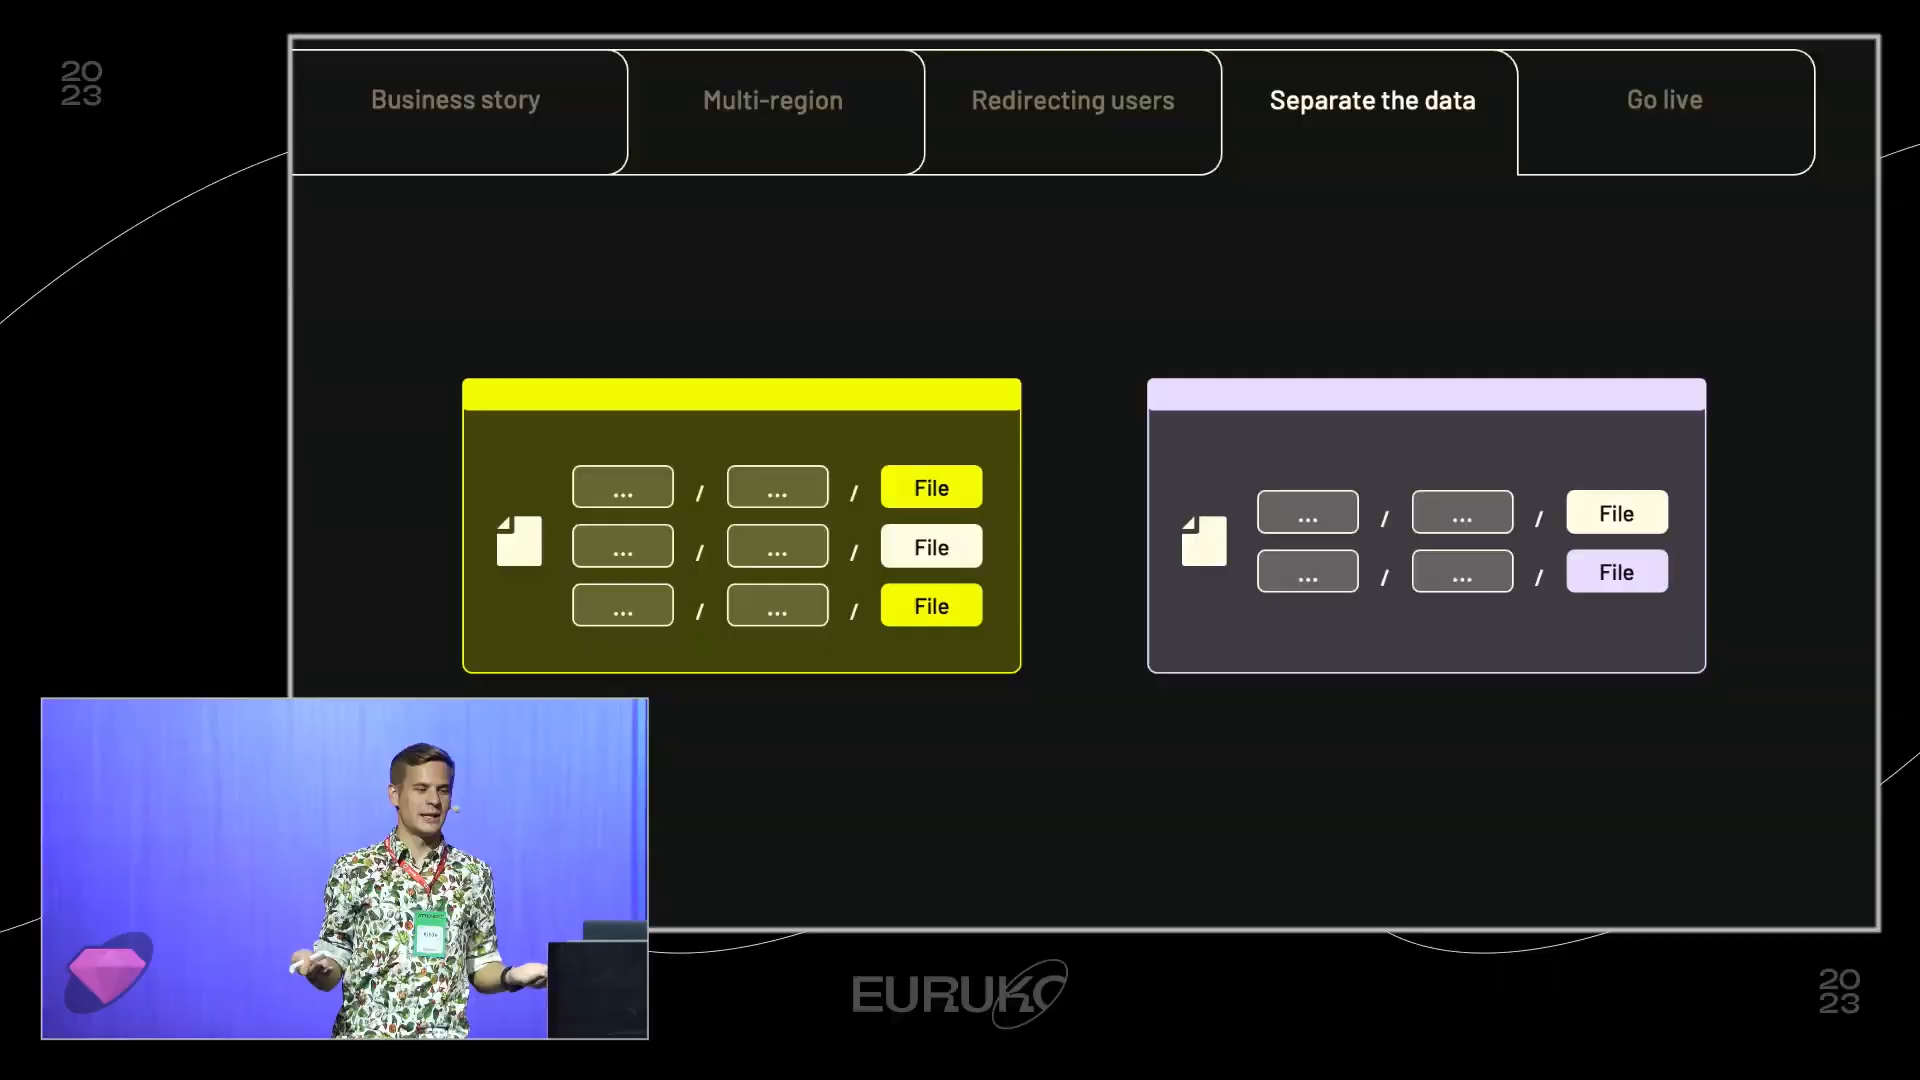 20
23
Business story
Multi-region
Redirecting users
Separate the data
Go live
... / ... / File
... / ... / File
... / ... / File
... / ... / File
... / ... / File
EURUKO
20
23